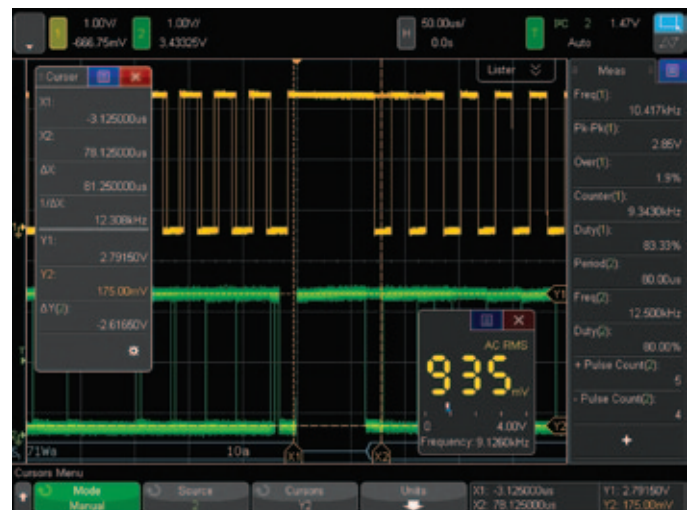 1 1.00V/ 2 1.00V/ H 50.00us/ T I²C 2 1.47V
-666.75mV 3.43325V 0.0s Auto
Cursor
X1:
-3.125000us
X2:
78.125000us
ΔX:
81.250000us
1/ΔX:
12.308kHz
Y1:
2.79150V
Y2:
175.00mV
ΔY(2):
-2.61650V
Lister
Meas
Freq(1):
10.417kHz
Pk-Pk(1):
2.85V
Over(1):
1.9%
Counter(1):
9.3430kHz
Duty(1):
83.33%
Period(2):
80.00us
Freq(2):
12.500kHz
Duty(2):
80.00%
+ Pulse Count(2):
5
- Pulse Count(2):
4
Y1
AC RMS
935 mV
0 4.00V
Frequency: 9.1260kHz
Y2
10a
X1 X2
Cursors Menu
Mode Source Cursors Units X1: -3.125000us Y1: 2.79150V
Manual 2 Y2 X2: 78.125000us Y2: 175.00mV